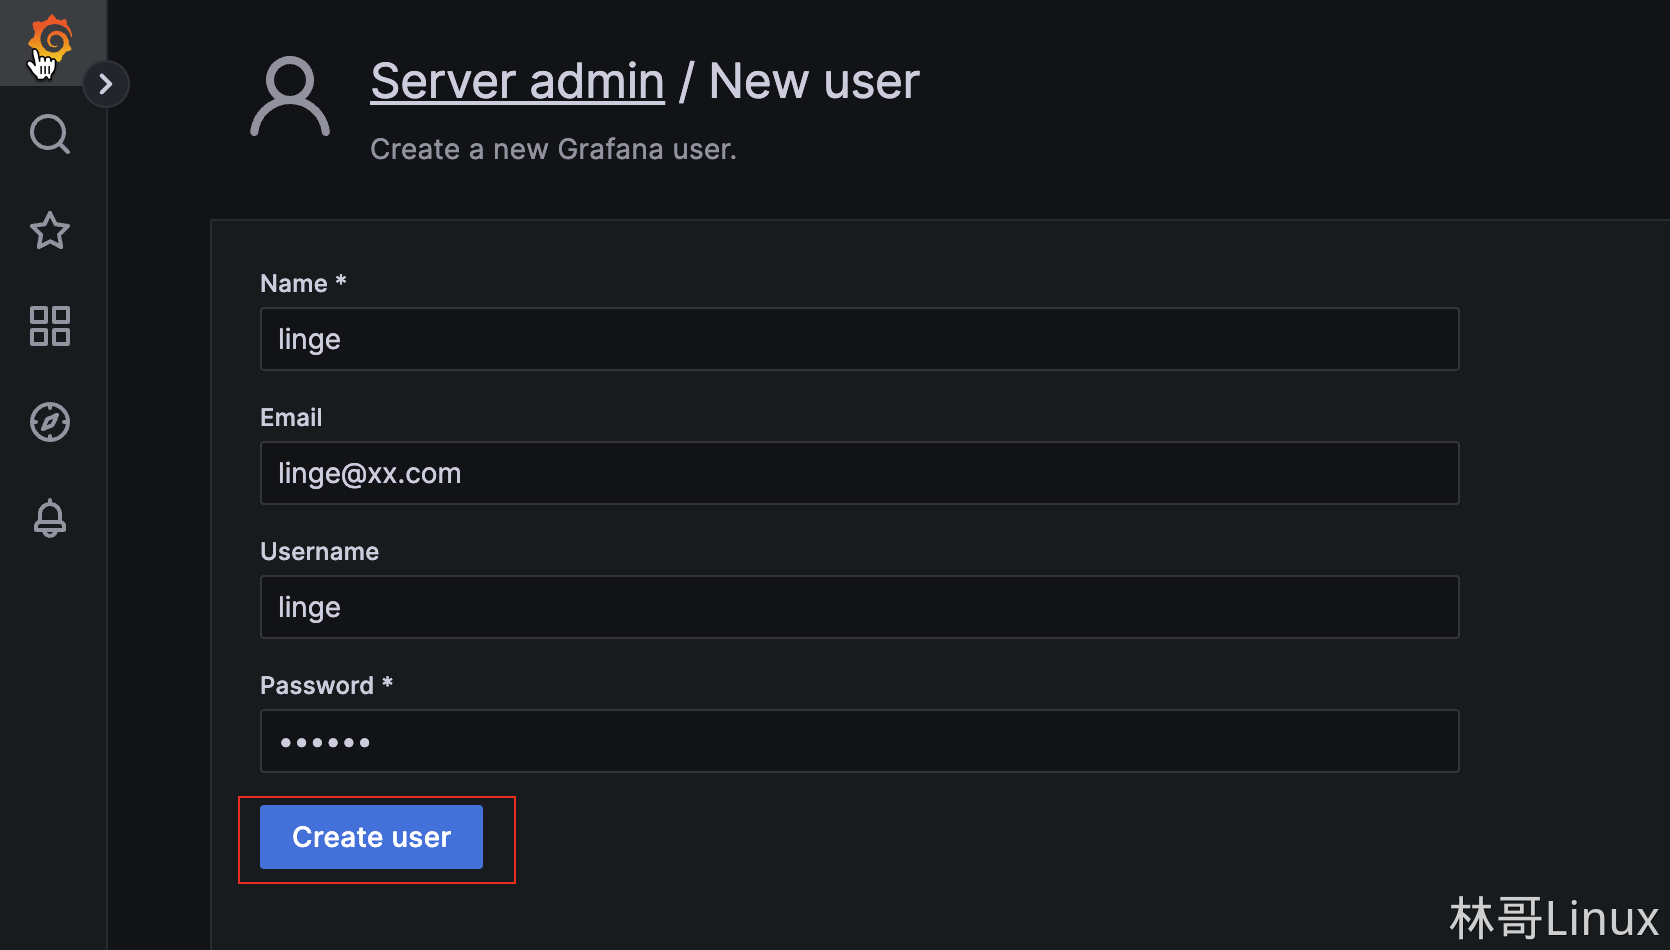 Server admin / New user
Create a new Grafana user.
Name *
linge
Email
linge@xx.com
Username
linge
Password *
••••••
Create user
林哥Linux